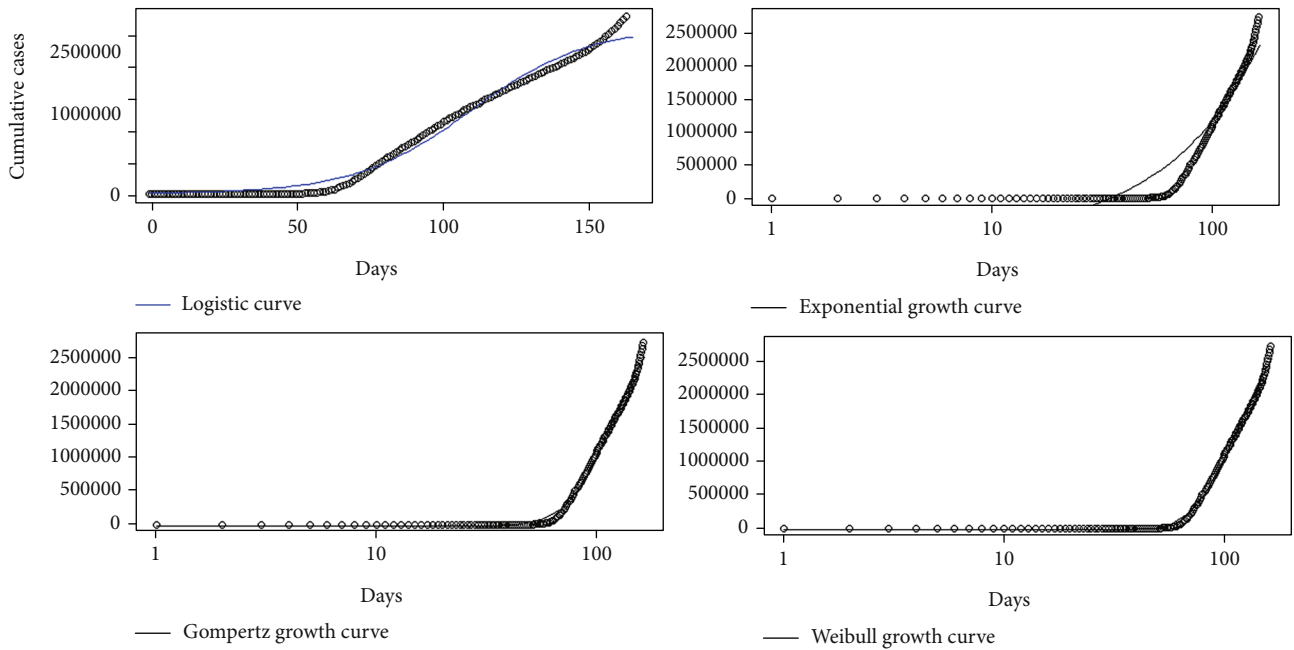 Cumulative cases
2500000
1000000
0
0 50 100 150
Days
Logistic curve
2500000
2000000
1500000
1000000
500000
0
1 10 100
Days
Exponential growth curve
2500000
2000000
1500000
1000000
500000
0
1 10 100
Days
Gompertz growth curve
2500000
2000000
1500000
1000000
500000
0
1 10 100
Days
Weibull growth curve